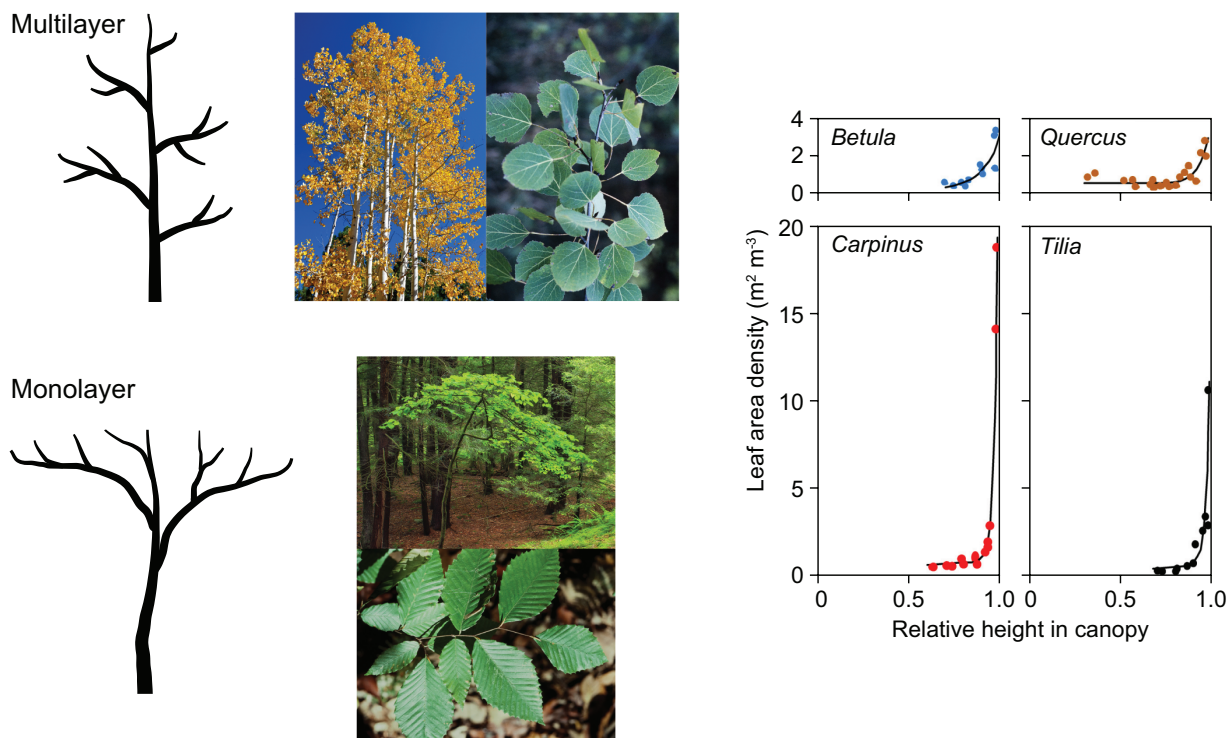 Multilayer
Monolayer
Betula
Quercus
4
2
0
Carpinus
Tilia
20
15
10
5
0
Leaf area density (m² m⁻³)
0 0.5 1.0 0 0.5 1.0
Relative height in canopy